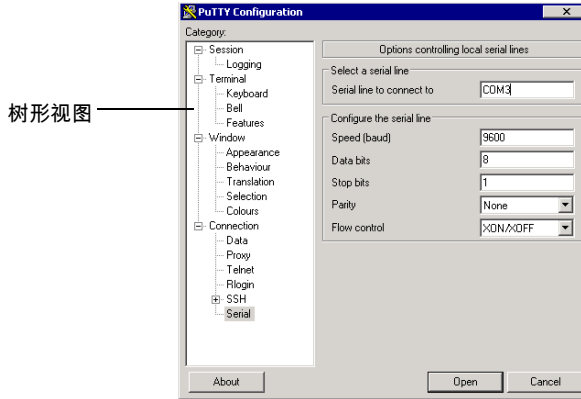 PuTTY Configuration
Category:
Session
Logging
Terminal
Keyboard
Bell
Features
Window
Appearance
Behaviour
Translation
Selection
Colours
Connection
Data
Proxy
Telnet
Rlogin
SSH
Serial
树形视图
Options controlling local serial lines
Select a serial line
Serial line to connect to COM3
Configure the serial line
Speed (baud) 9600
Data bits 8
Stop bits 1
Parity None
Flow control XON/XOFF
About Open Cancel